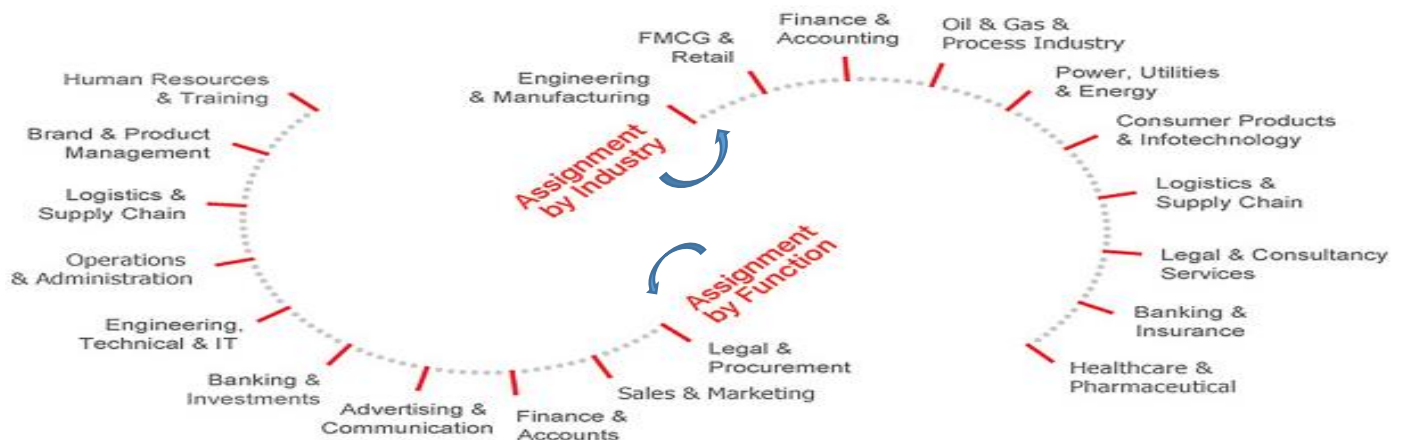 Assignment
by Industry
Engineering
& Manufacturing
FMCG &
Retail
Finance &
Accounting
Oil & Gas &
Process Industry
Power, Utilities
& Energy
Consumer Products
& Infotechnology
Logistics &
Supply Chain
Legal & Consultancy
Services
Banking &
Insurance
Healthcare &
Pharmaceutical
Assignment
by Function
Legal &
Procurement
Sales & Marketing
Finance &
Accounts
Advertising &
Communication
Banking &
Investments
Engineering,
Technical & IT
Operations
& Administration
Logistics &
Supply Chain
Brand & Product
Management
Human Resources
& Training